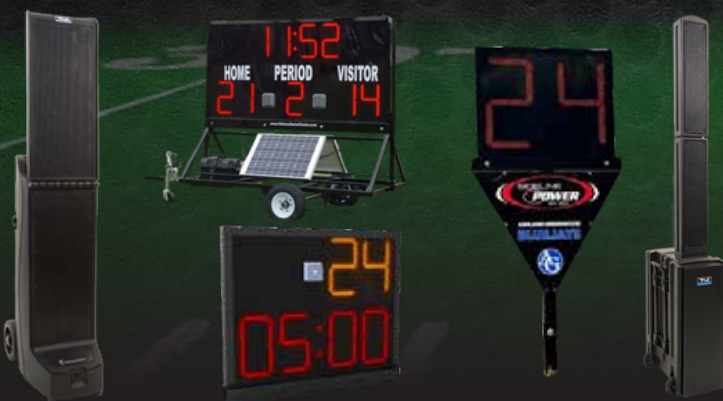 11:52
HOME PERIOD VISITOR
21 2 14
24
05:00
24
SIDELINE
POWER
BLUEJAYS